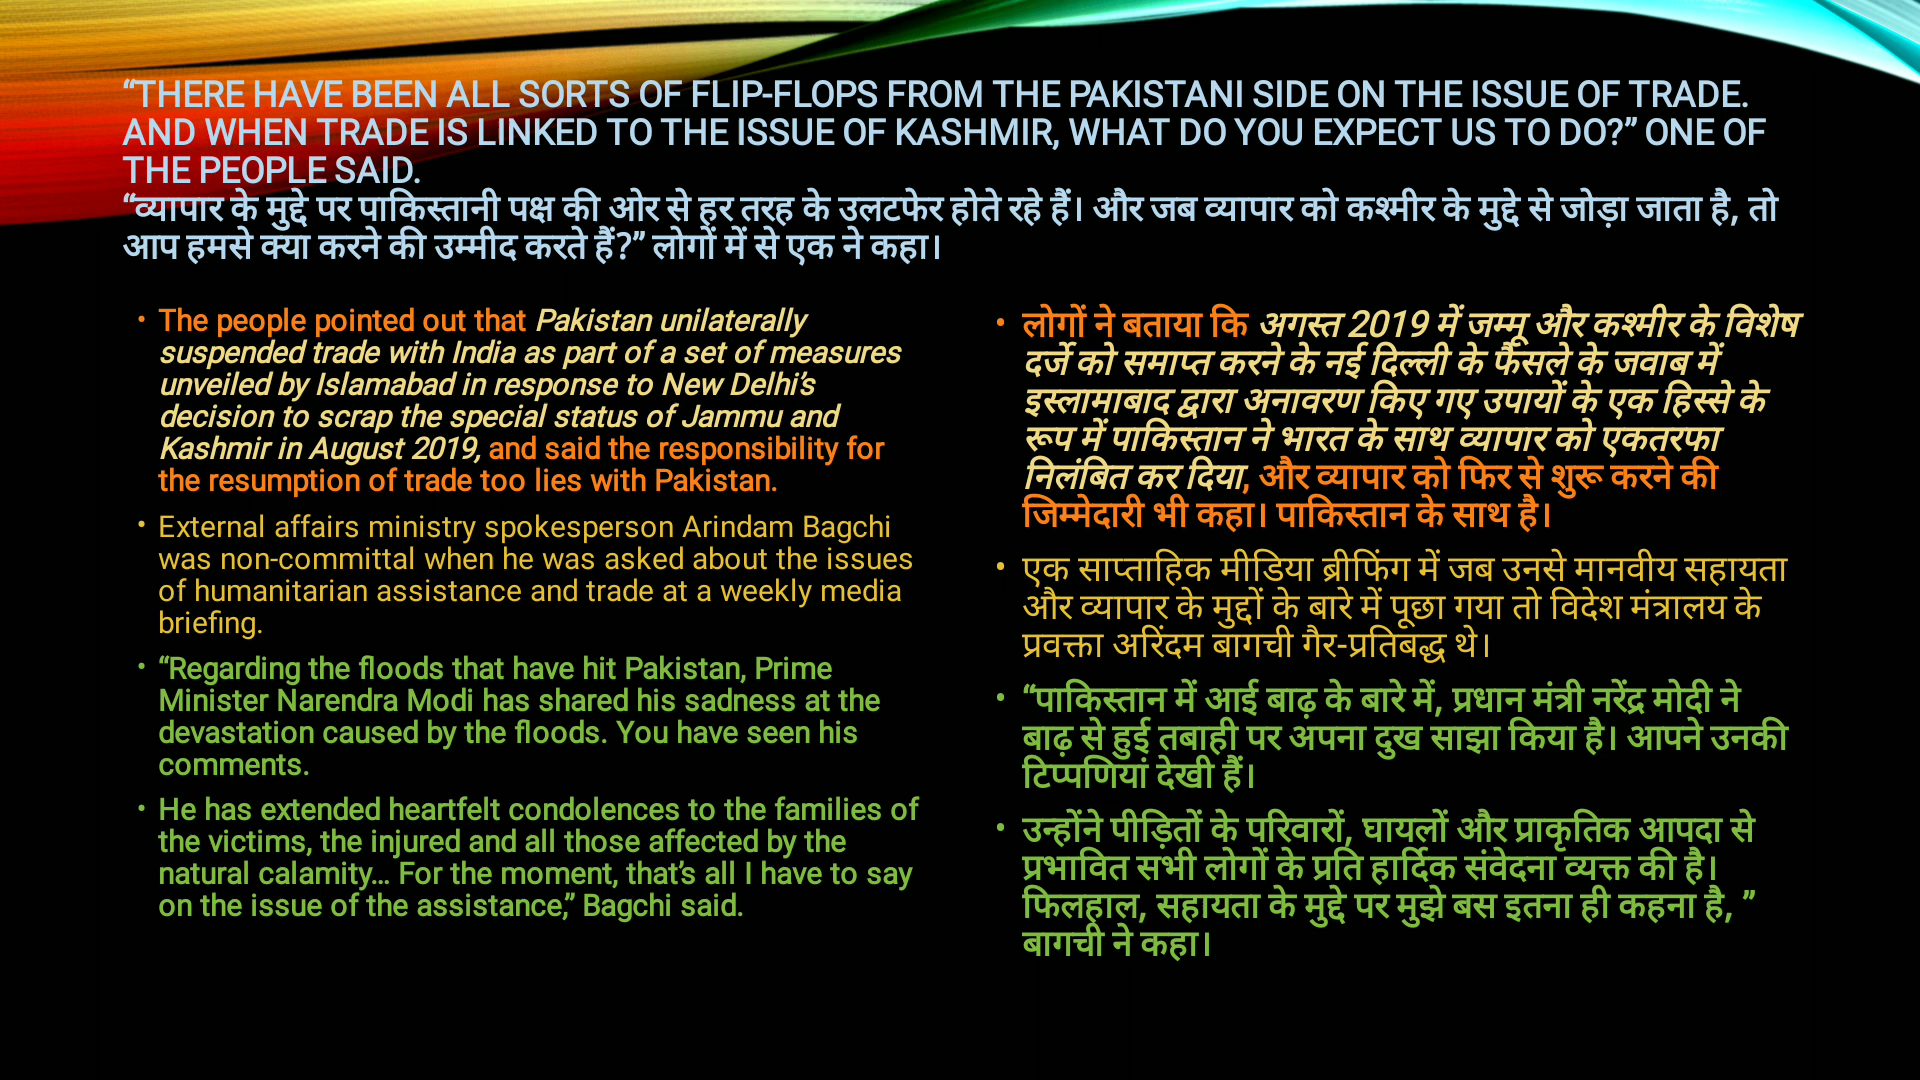 “THERE HAVE BEEN ALL SORTS OF FLIP-FLOPS FROM THE PAKISTANI SIDE ON THE ISSUE OF TRADE.
AND WHEN TRADE IS LINKED TO THE ISSUE OF KASHMIR, WHAT DO YOU EXPECT US TO DO?” ONE OF
THE PEOPLE SAID.
“व्यापार के मुद्दे पर पाकिस्तानी पक्ष की ओर से हर तरह के उलटफेर होते रहे हैं। और जब व्यापार को कश्मीर के मुद्दे से जोड़ा जाता है, तो
आप हमसे क्या करने की उम्मीद करते हैं?” लोगों में से एक ने कहा।
• The people pointed out that Pakistan unilaterally
suspended trade with India as part of a set of measures
unveiled by Islamabad in response to New Delhi’s
decision to scrap the special status of Jammu and
Kashmir in August 2019, and said the responsibility for
the resumption of trade too lies with Pakistan.
• External affairs ministry spokesperson Arindam Bagchi
was non-committal when he was asked about the issues
of humanitarian assistance and trade at a weekly media
briefing.
• “Regarding the floods that have hit Pakistan, Prime
Minister Narendra Modi has shared his sadness at the
devastation caused by the floods. You have seen his
comments.
• He has extended heartfelt condolences to the families of
the victims, the injured and all those affected by the
natural calamity… For the moment, that’s all I have to say
on the issue of the assistance,” Bagchi said.
• लोगों ने बताया कि अगस्त 2019 में जम्मू और कश्मीर के विशेष
दर्जे को समाप्त करने के नई दिल्ली के फैसले के जवाब में
इस्लामाबाद द्वारा अनावरण किए गए उपायों के एक हिस्से के
रूप में पाकिस्तान ने भारत के साथ व्यापार को एकतरफा
निलंबित कर दिया, और व्यापार को फिर से शुरू करने की
जिम्मेदारी भी कहा। पाकिस्तान के साथ है।
• एक साप्ताहिक मीडिया ब्रीफिंग में जब उनसे मानवीय सहायता
और व्यापार के मुद्दों के बारे में पूछा गया तो विदेश मंत्रालय के
प्रवक्ता अरिंदम बागची गैर-प्रतिबद्ध थे।
• “पाकिस्तान में आई बाढ़ के बारे में, प्रधान मंत्री नरेंद्र मोदी ने
बाढ़ से हुई तबाही पर अपना दुख साझा किया है। आपने उनकी
टिप्पणियां देखी हैं।
• उन्होंने पीड़ितों के परिवारों, घायलों और प्राकृतिक आपदा से
प्रभावित सभी लोगों के प्रति हार्दिक संवेदना व्यक्त की है।
फिलहाल, सहायता के मुद्दे पर मुझे बस इतना ही कहना है, ”
बागची ने कहा।